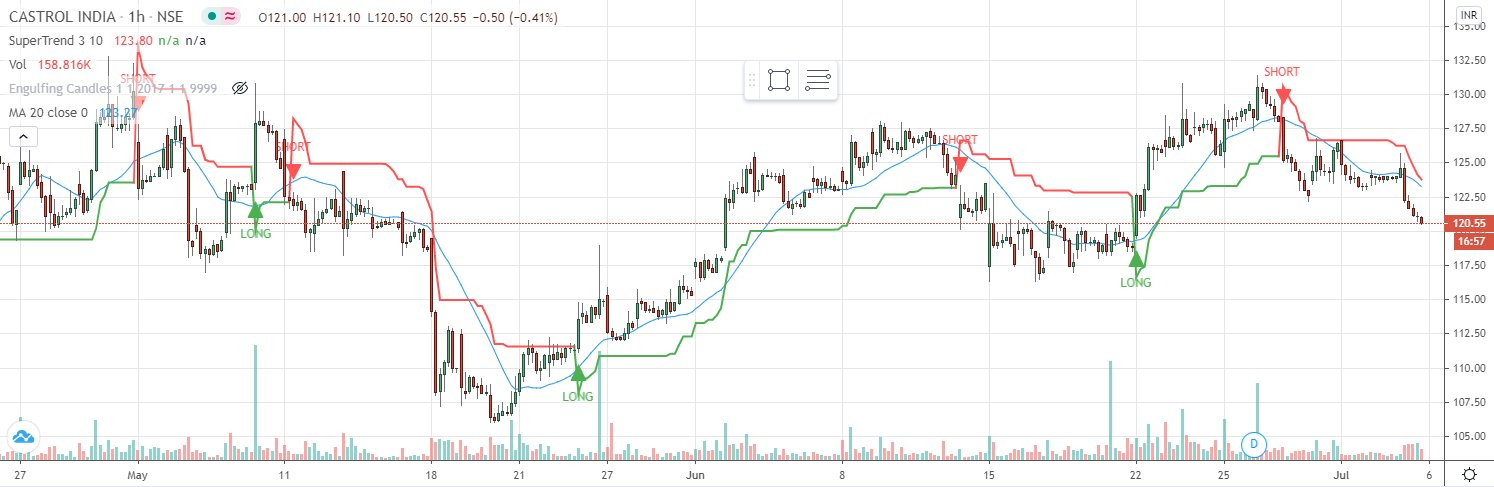 CASTROL INDIA · 1h · NSE O121.00 H121.10 L120.50 C120.55 −0.50 (−0.41%)
INR
SuperTrend 3 10 123.80 n/a n/a
Vol 158.816K
Engulfing Candles 1 1 2017 1 1 9999
MA 20 close 0 123.27
SHORT
SHORT
SHORT
SHORT
LONG
LONG
LONG
135.00
132.50
130.00
127.50
125.00
122.50
120.55
16:57
117.50
115.00
112.50
110.00
107.50
105.00
D
27 May 11 18 21 27 Jun 8 15 22 25 Jul 6